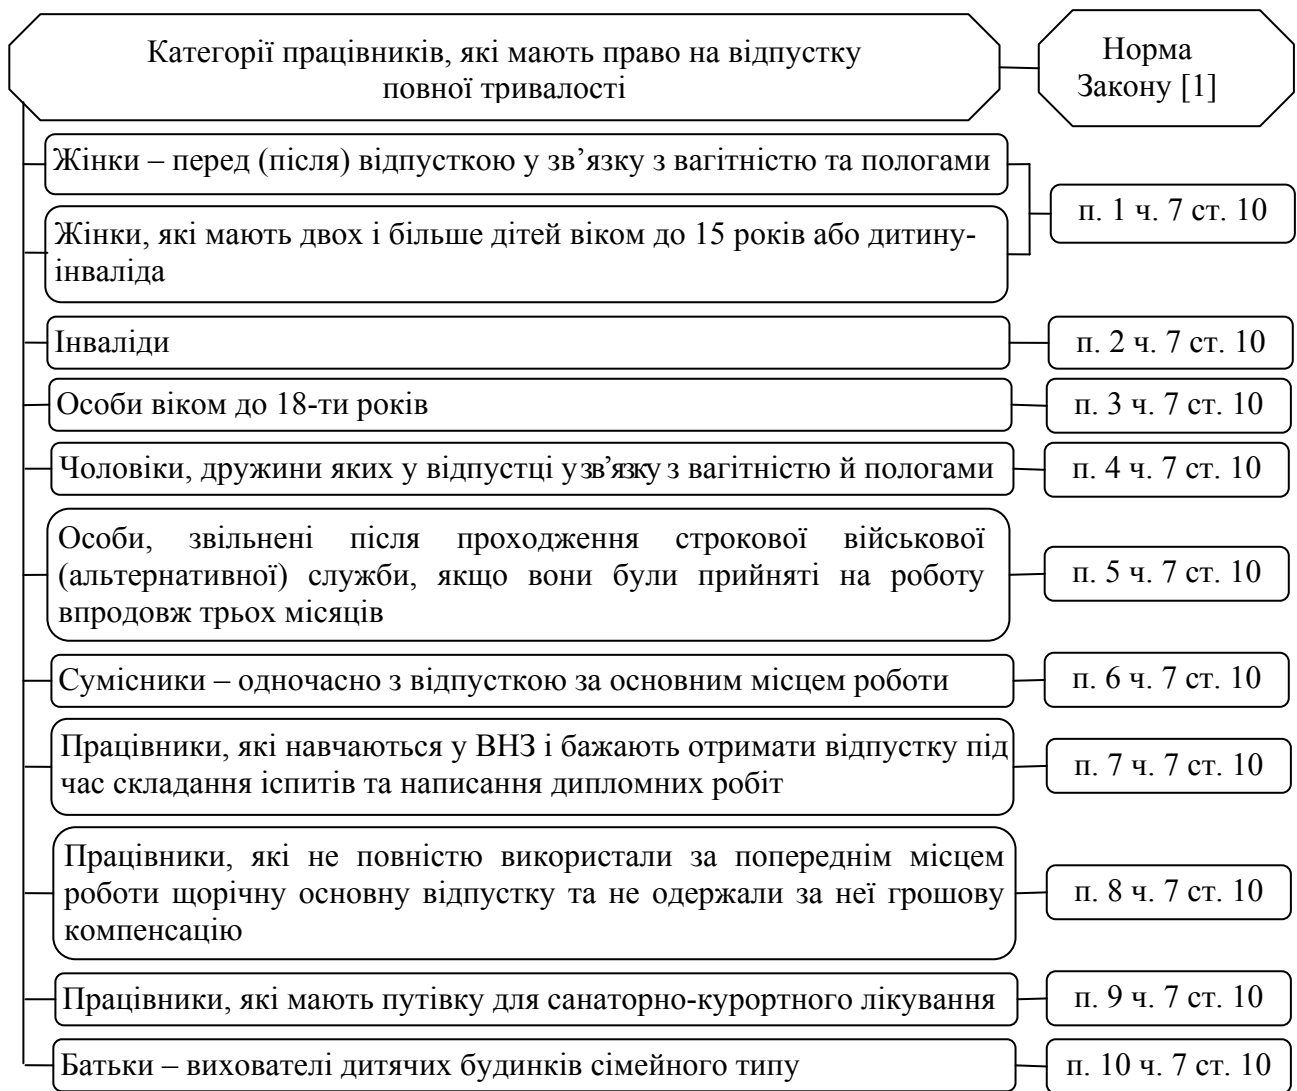 Категорії працівників, які мають право на відпустку
повної тривалості
Норма
Закону [1]
Жінки – перед (після) відпусткою у зв’язку з вагітністю та пологами
Жінки, які мають двох і більше дітей віком до 15 років або дитину-
інваліда
п. 1 ч. 7 ст. 10
Інваліди
п. 2 ч. 7 ст. 10
Особи віком до 18-ти років
п. 3 ч. 7 ст. 10
Чоловіки, дружини яких у відпустці у зв’язку з вагітністю й пологами
п. 4 ч. 7 ст. 10
Особи, звільнені після проходження строкової військової
(альтернативної) служби, якщо вони були прийняті на роботу
впродовж трьох місяців
п. 5 ч. 7 ст. 10
Сумісники – одночасно з відпусткою за основним місцем роботи
п. 6 ч. 7 ст. 10
Працівники, які навчаються у ВНЗ і бажають отримати відпустку під
час складання іспитів та написання дипломних робіт
п. 7 ч. 7 ст. 10
Працівники, які не повністю використали за попереднім місцем
роботи щорічну основну відпустку та не одержали за неї грошову
компенсацію
п. 8 ч. 7 ст. 10
Працівники, які мають путівку для санаторно-курортного лікування
п. 9 ч. 7 ст. 10
Батьки – вихователі дитячих будинків сімейного типу
п. 10 ч. 7 ст. 10